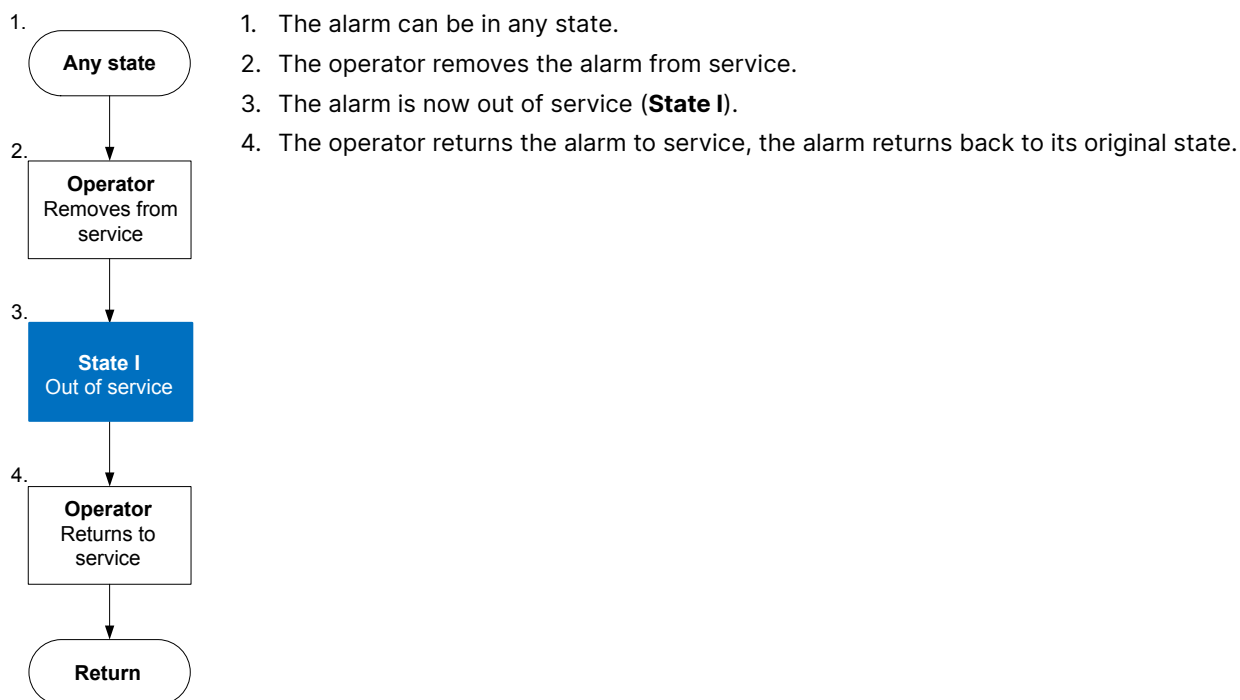 1.
Any state
2.
Operator
Removes from
service
3.
State I
Out of service
4.
Operator
Returns to
service
Return
1. The alarm can be in any state.
2. The operator removes the alarm from service.
3. The alarm is now out of service (State I).
4. The operator returns the alarm to service, the alarm returns back to its original state.